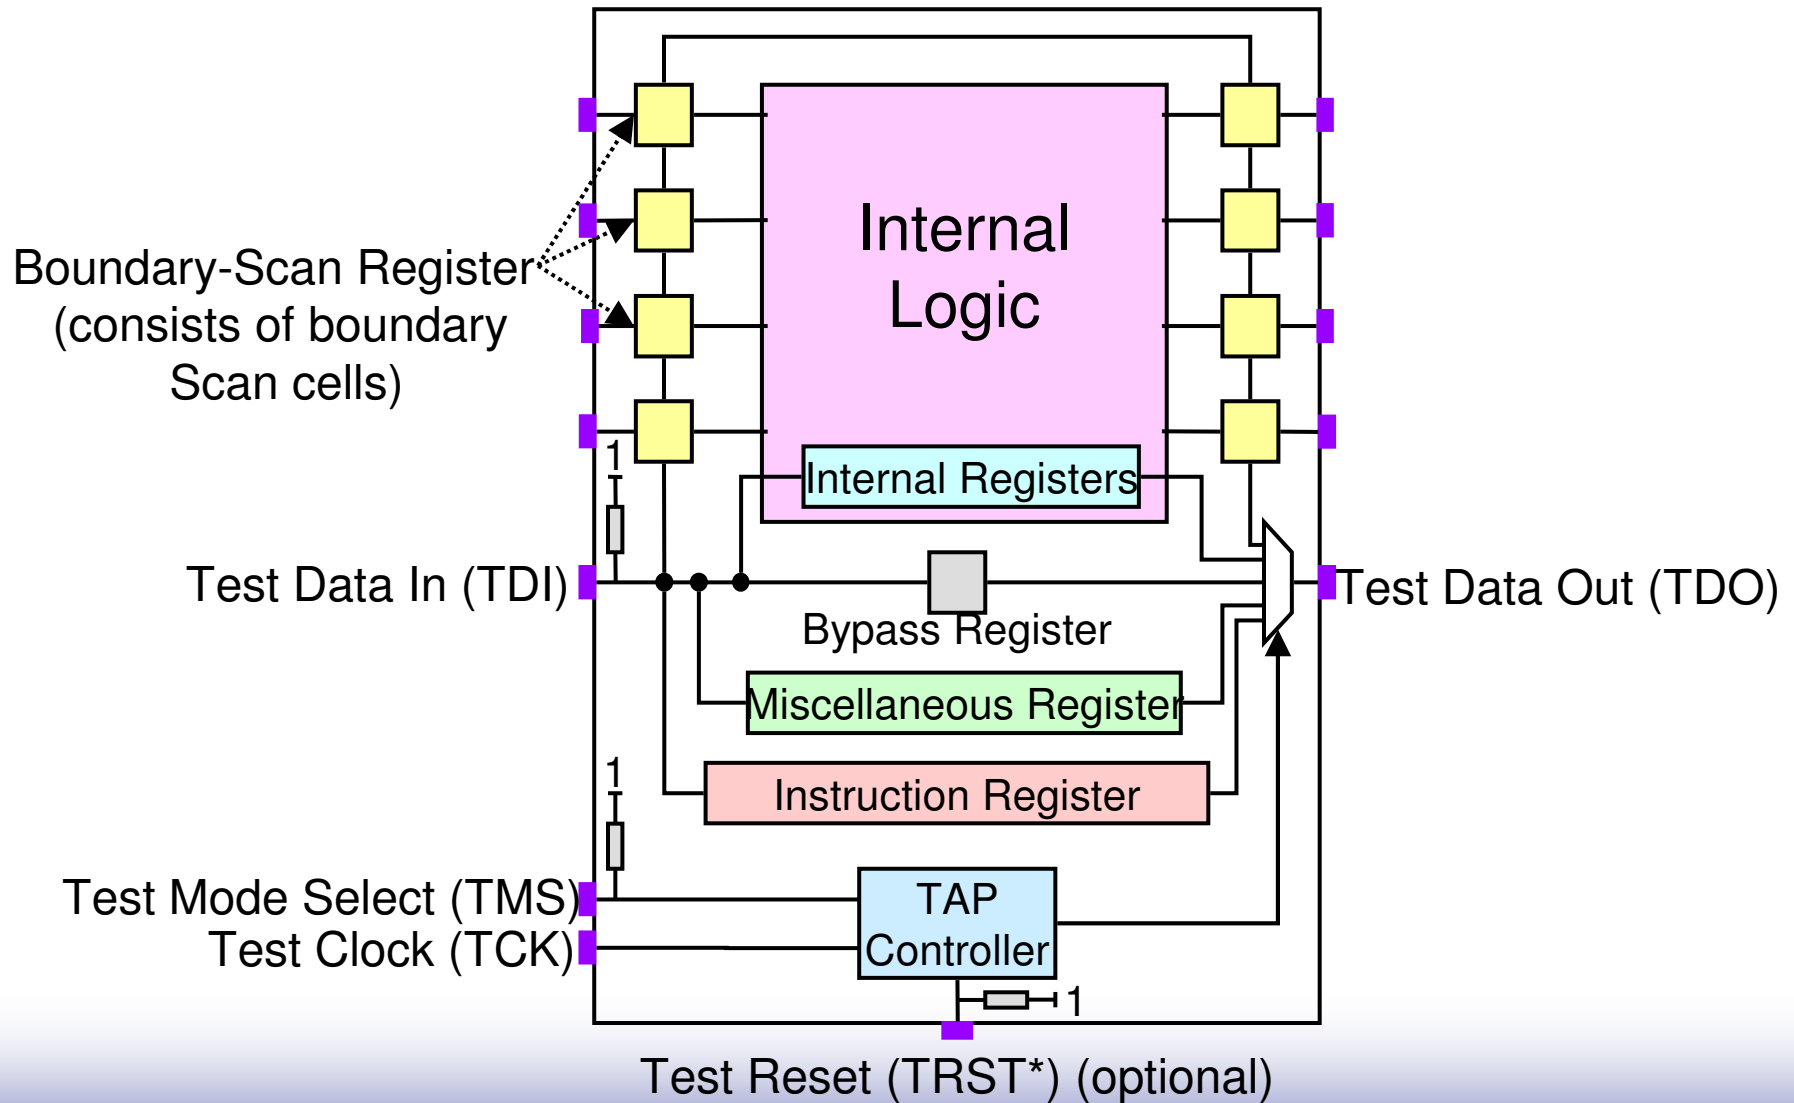 Internal
Logic
Boundary-Scan Register
(consists of boundary
Scan cells)
1
Internal Registers
Test Data In (TDI)
Test Data Out (TDO)
Bypass Register
Miscellaneous Register
1
Instruction Register
Test Mode Select (TMS)
Test Clock (TCK)
TAP
Controller
1
Test Reset (TRST*) (optional)